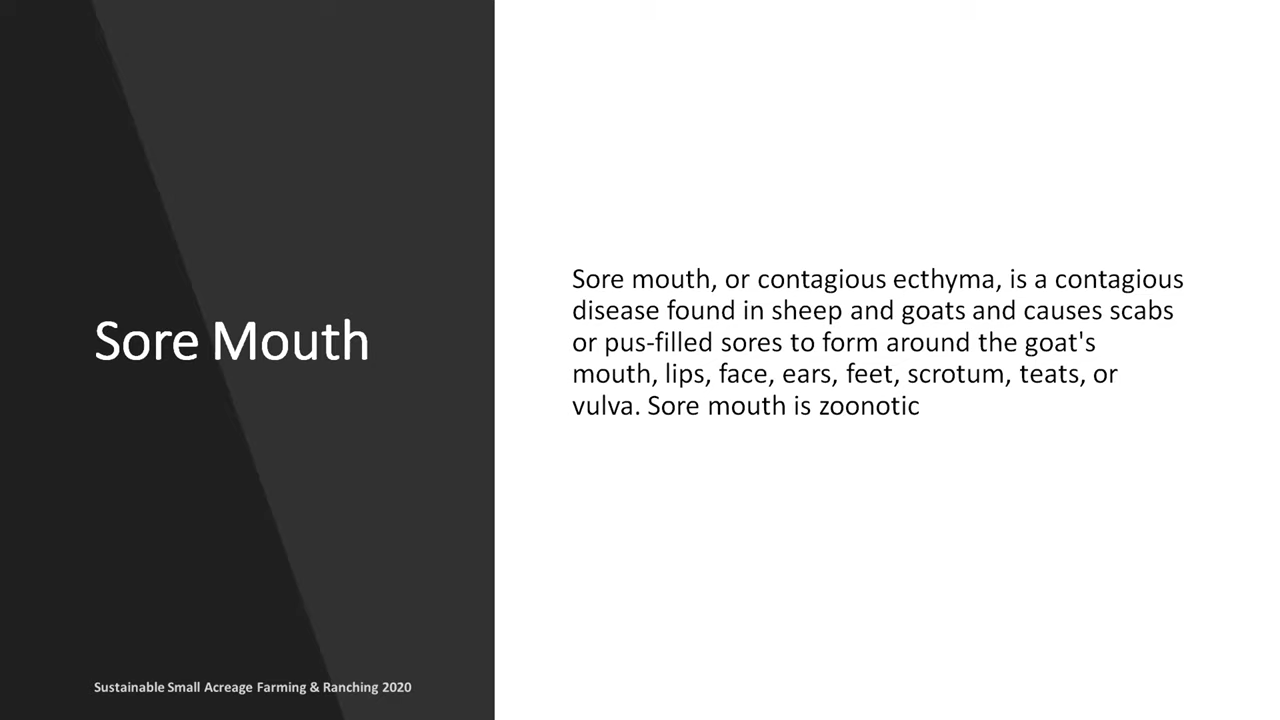 Sore Mouth
Sore mouth, or contagious ecthyma, is a contagious
disease found in sheep and goats and causes scabs
or pus-filled sores to form around the goat's
mouth, lips, face, ears, feet, scrotum, teats, or
vulva. Sore mouth is zoonotic
Sustainable Small Acreage Farming & Ranching 2020